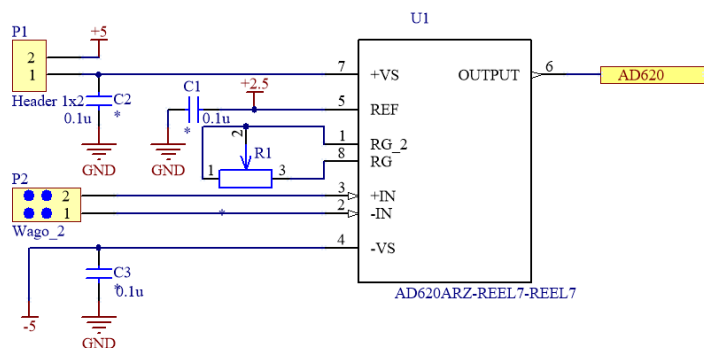 U1
P1
+5
2
1
Header 1x2
C2
*
0.1u
GND
C1
+2.5
*
0.1u
GND
2
R1
1
3
7
+VS
5
REF
1
RG_2
8
RG
3
+IN
2
-IN
4
-VS
OUTPUT
6
AD620
P2
2
1
Wago_2
*
C3
*
0.1u
-5
GND
AD620ARZ-REEL7-REEL7